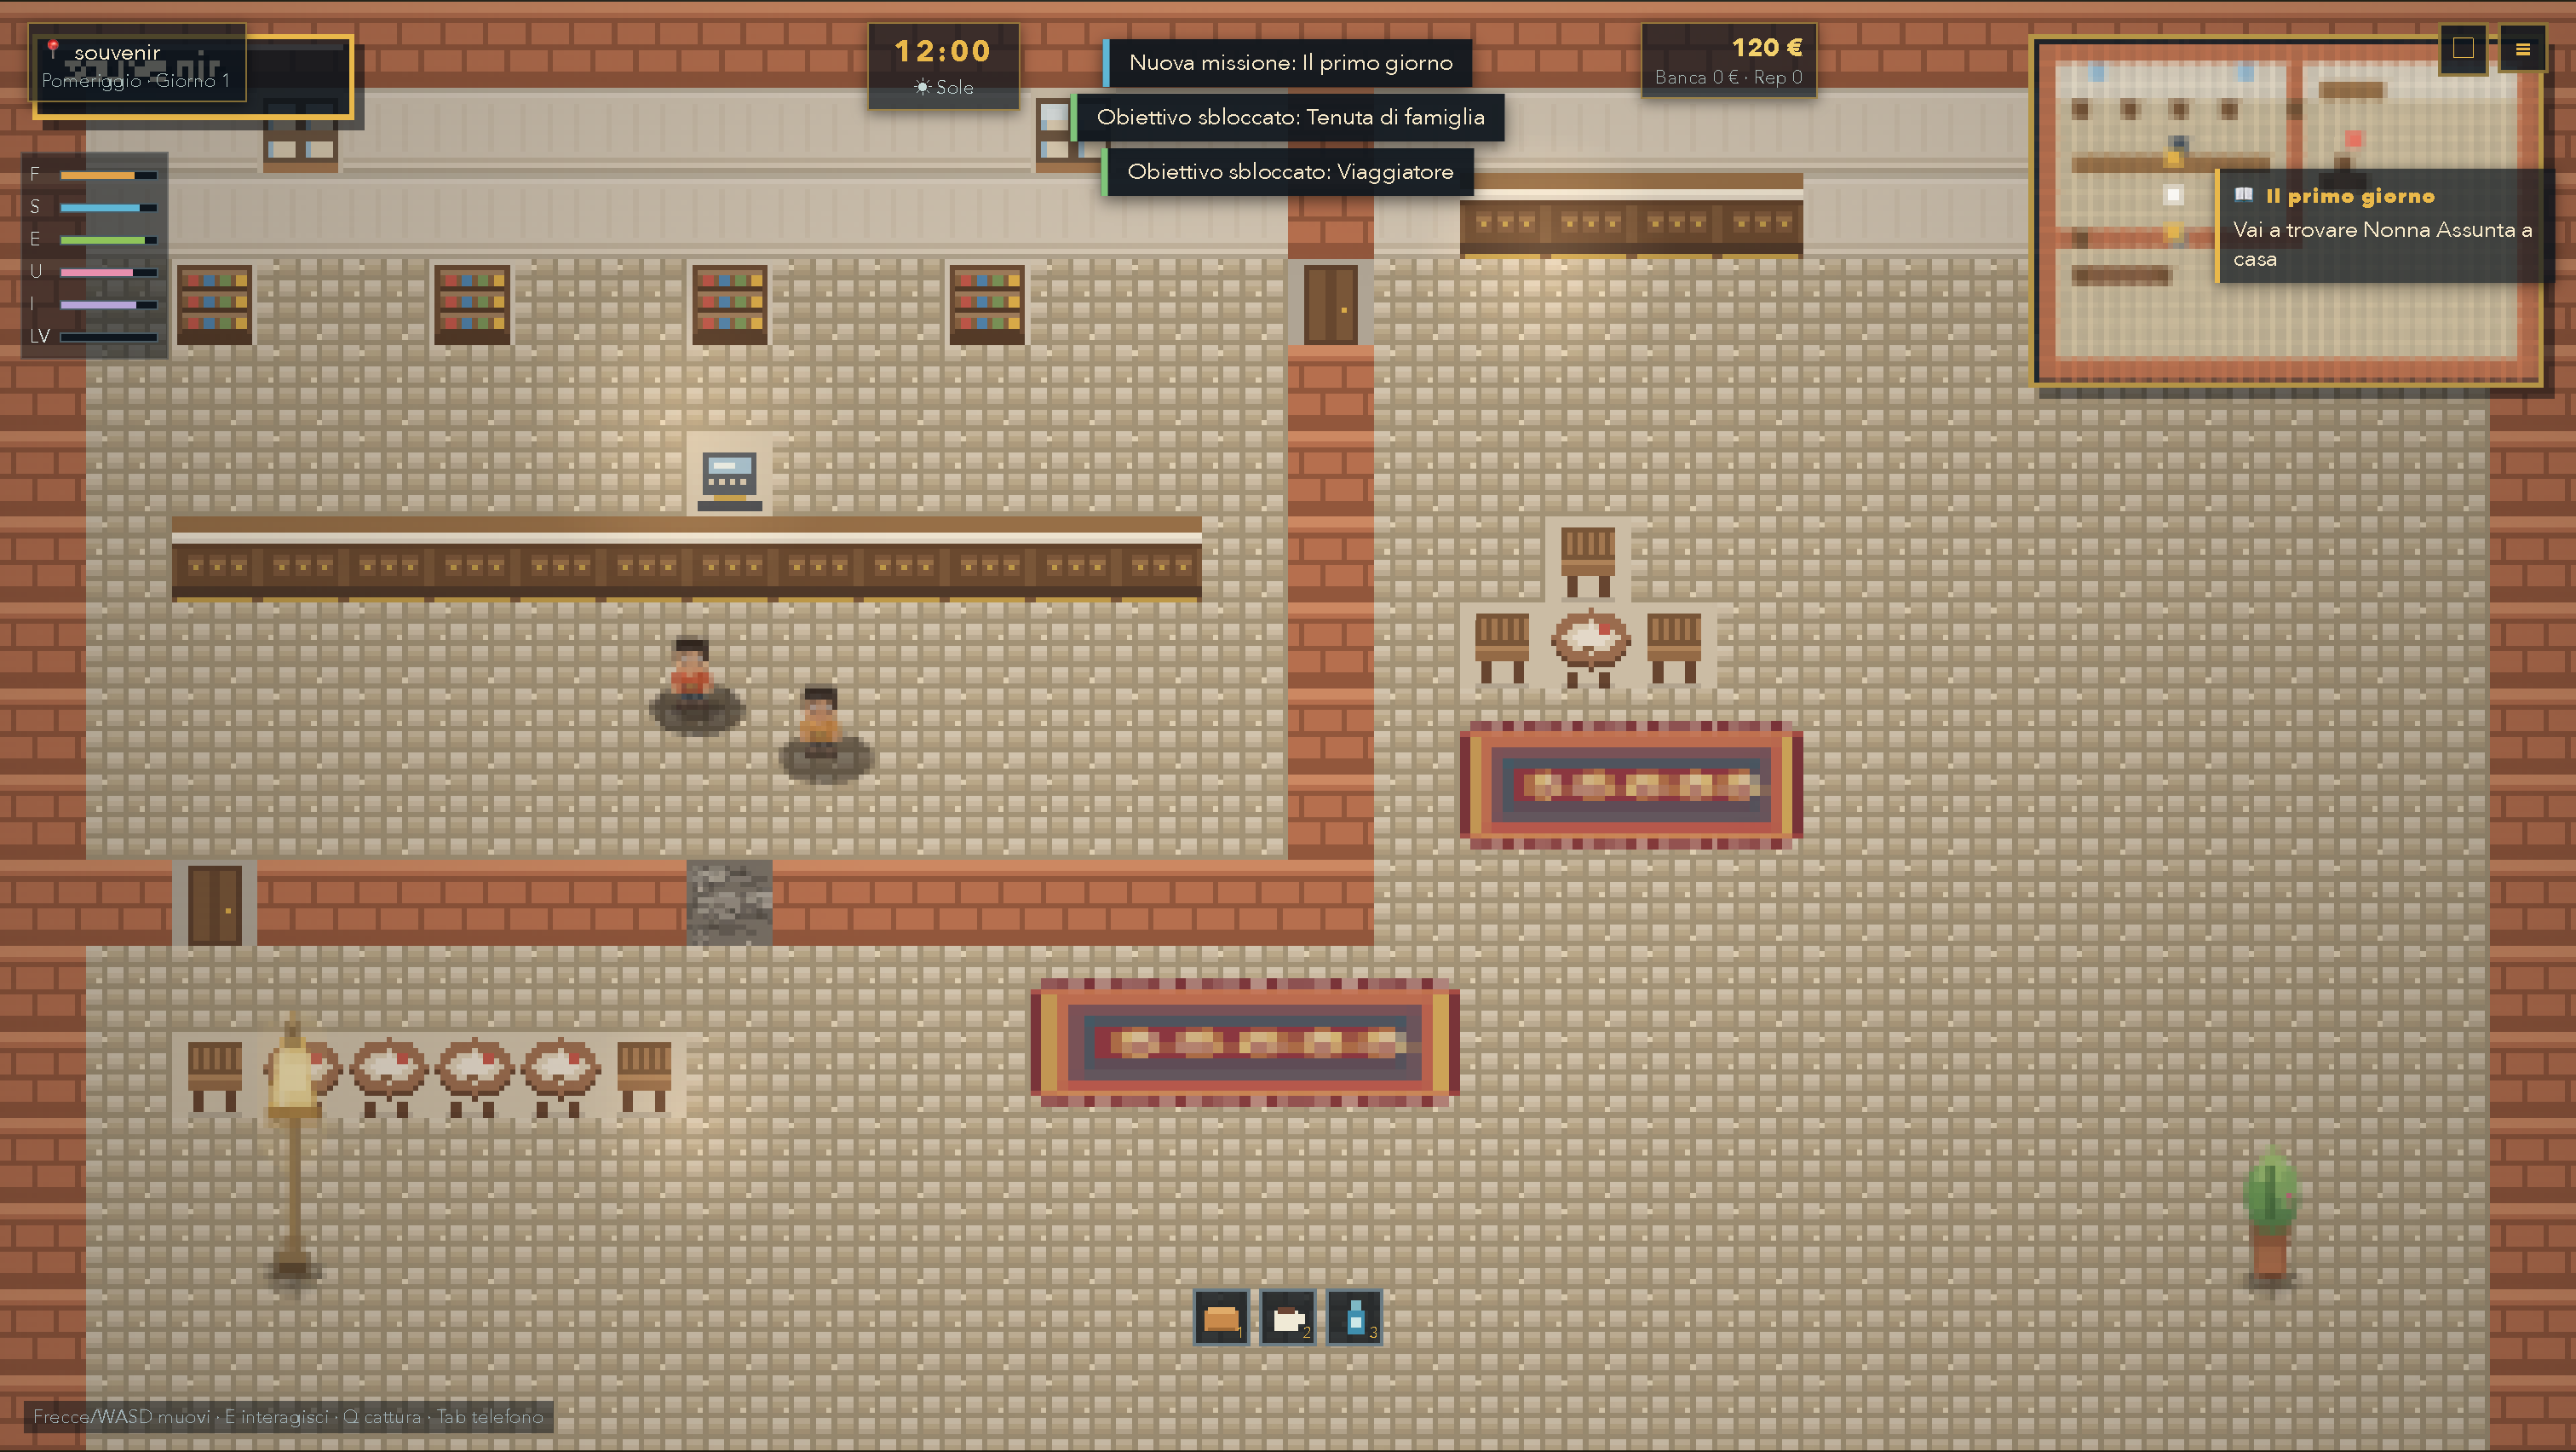 souvenir
Pomeriggio · Giorno 1
12:00
Sole
Nuova missione: Il primo giorno
Obiettivo sbloccato: Tenuta di famiglia
Obiettivo sbloccato: Viaggiatore
120 €
Banca 0 € · Rep 0
Il primo giorno
Vai a trovare Nonna Assunta a
casa
F
S
E
U
I
LV
1
2
3
Frecce/WASD muovi · E interagisci · Q cattura · Tab telefono